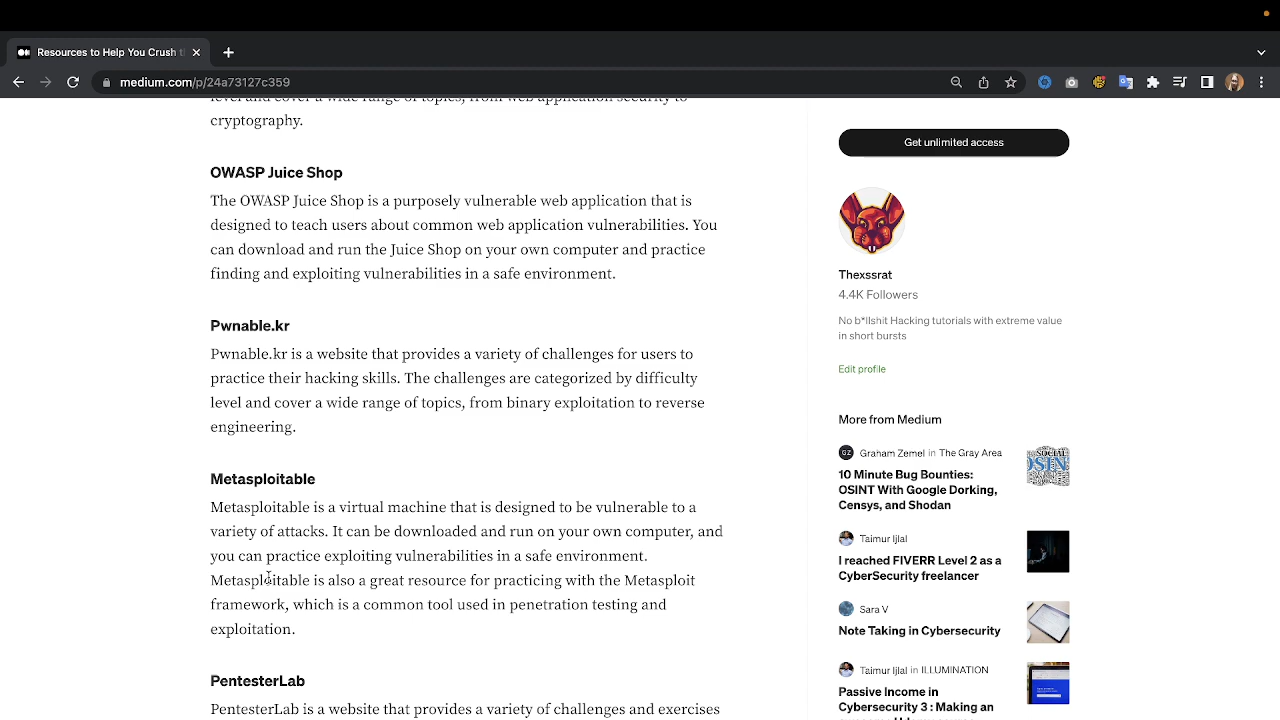 Resources to Help You Crush t
medium.com/p/24a73127c359
level and cover a wide range of topics, from web application security to
cryptography.
OWASP Juice Shop
The OWASP Juice Shop is a purposely vulnerable web application that is
designed to teach users about common web application vulnerabilities. You
can download and run the Juice Shop on your own computer and practice
finding and exploiting vulnerabilities in a safe environment.
Pwnable.kr
Pwnable.kr is a website that provides a variety of challenges for users to
practice their hacking skills. The challenges are categorized by difficulty
level and cover a wide range of topics, from binary exploitation to reverse
engineering.
Metasploitable
Metasploitable is a virtual machine that is designed to be vulnerable to a
variety of attacks. It can be downloaded and run on your own computer, and
you can practice exploiting vulnerabilities in a safe environment.
Metasploitable is also a great resource for practicing with the Metasploit
framework, which is a common tool used in penetration testing and
exploitation.
PentesterLab
PentesterLab is a website that provides a variety of challenges and exercises
Get unlimited access
Thexssrat
4.4K Followers
No b*llshit Hacking tutorials with extreme value
in short bursts
Edit profile
More from Medium
GZ Graham Zemel in The Gray Area
10 Minute Bug Bounties:
OSINT With Google Dorking,
Censys, and Shodan
SOCIAL
OSINT
Taimur Ijlal
I reached FIVERR Level 2 as a
CyberSecurity freelancer
Sara V
Note Taking in Cybersecurity
Taimur Ijlal in ILLUMINATION
Passive Income in
Cybersecurity 3 : Making an